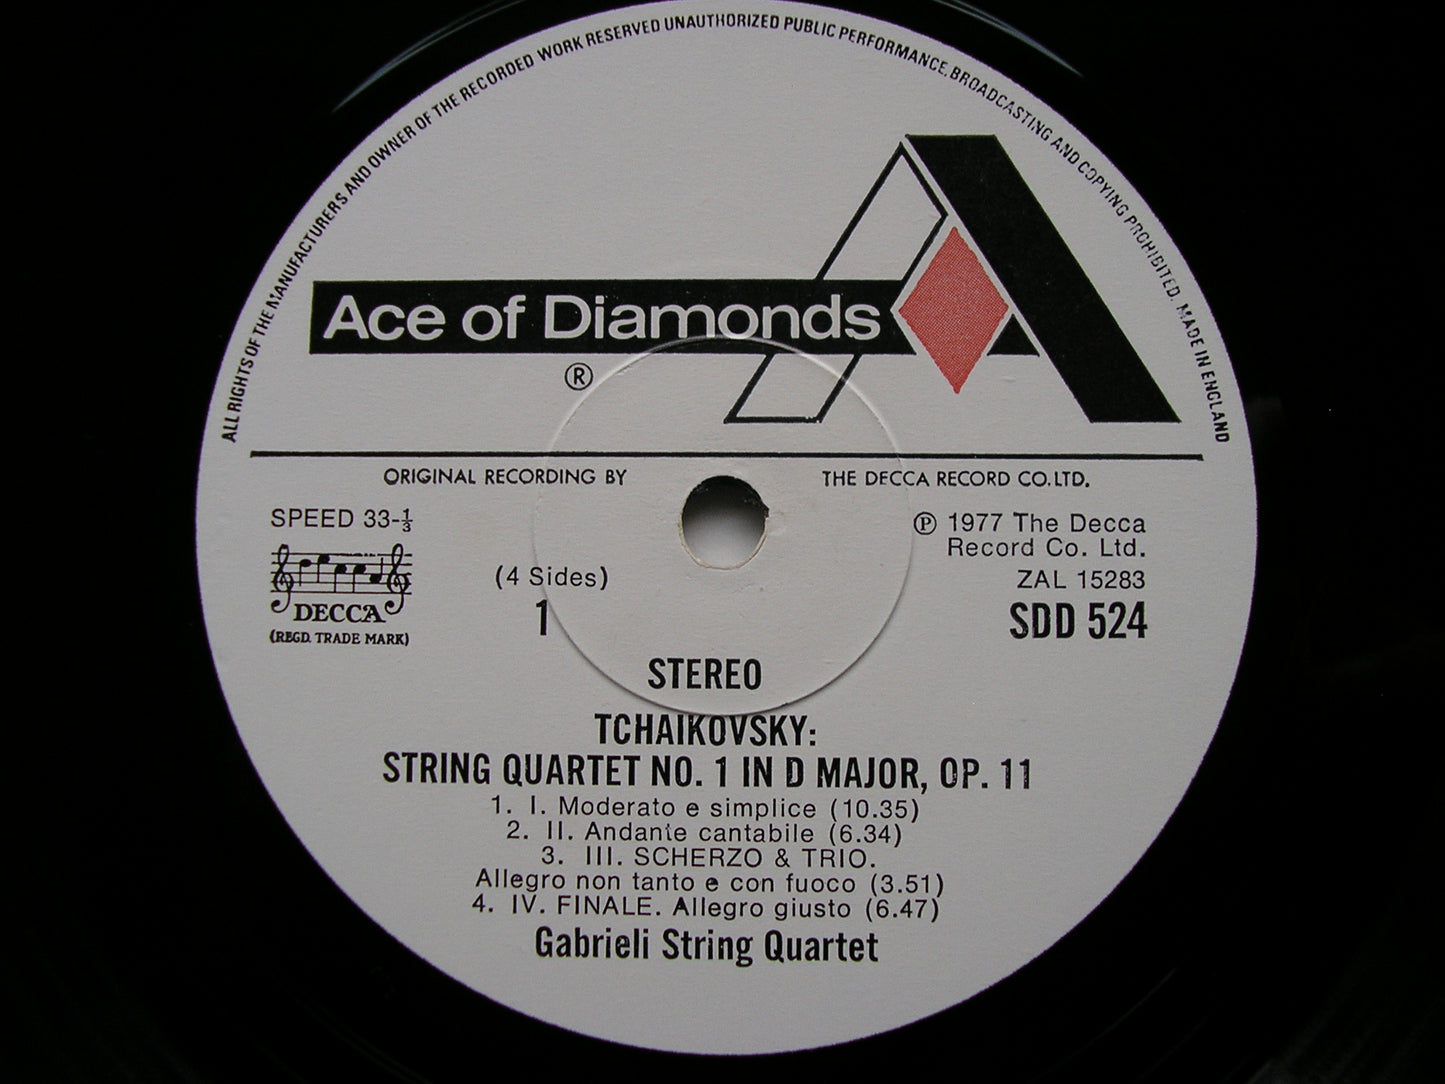 ALL RIGHTS OF THE MANUFACTURERS AND OWNER OF THE RECORDED WORK RESERVED UNAUTHORIZED PUBLIC PERFORMANCE, BROADCASTING AND COPYING PROHIBITED. MADE IN ENGLAND
Ace of Diamonds
®
ORIGINAL RECORDING BY THE DECCA RECORD CO. LTD.
SPEED 33-⅓
℗ 1977 The Decca
Record Co. Ltd.
DECCA
(REGD. TRADE MARK)
(4 Sides)
1
ZAL 15283
SDD 524
STEREO
TCHAIKOVSKY:
STRING QUARTET NO. 1 IN D MAJOR, OP. 11
1. I. Moderato e simplice (10.35)
2. II. Andante cantabile (6.34)
3. III. SCHERZO & TRIO.
Allegro non tanto e con fuoco (3.51)
4. IV. FINALE. Allegro giusto (6.47)
Gabrieli String Quartet